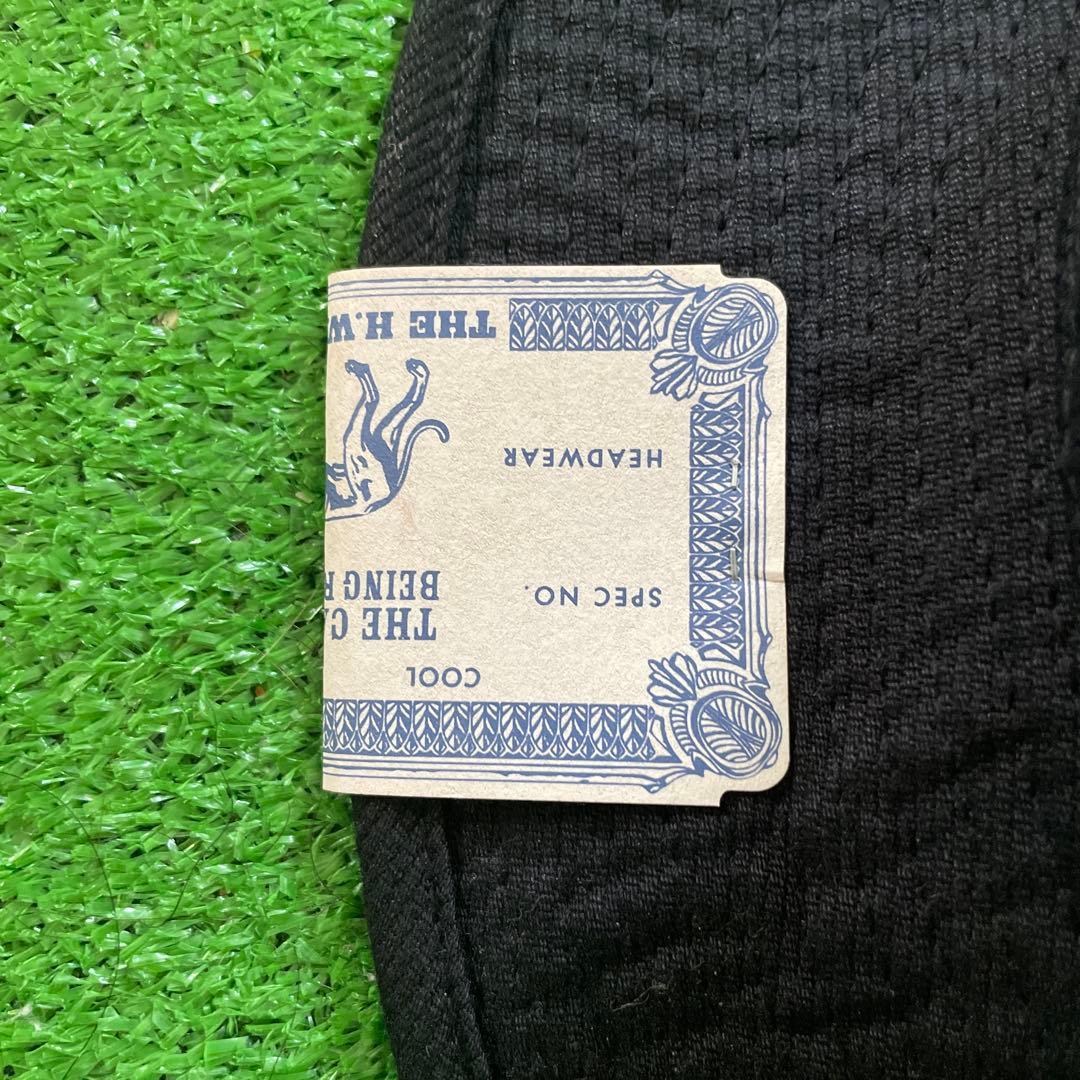 COOL
THE
BEING
SPEC NO.
HEADWEAR
THE H.W